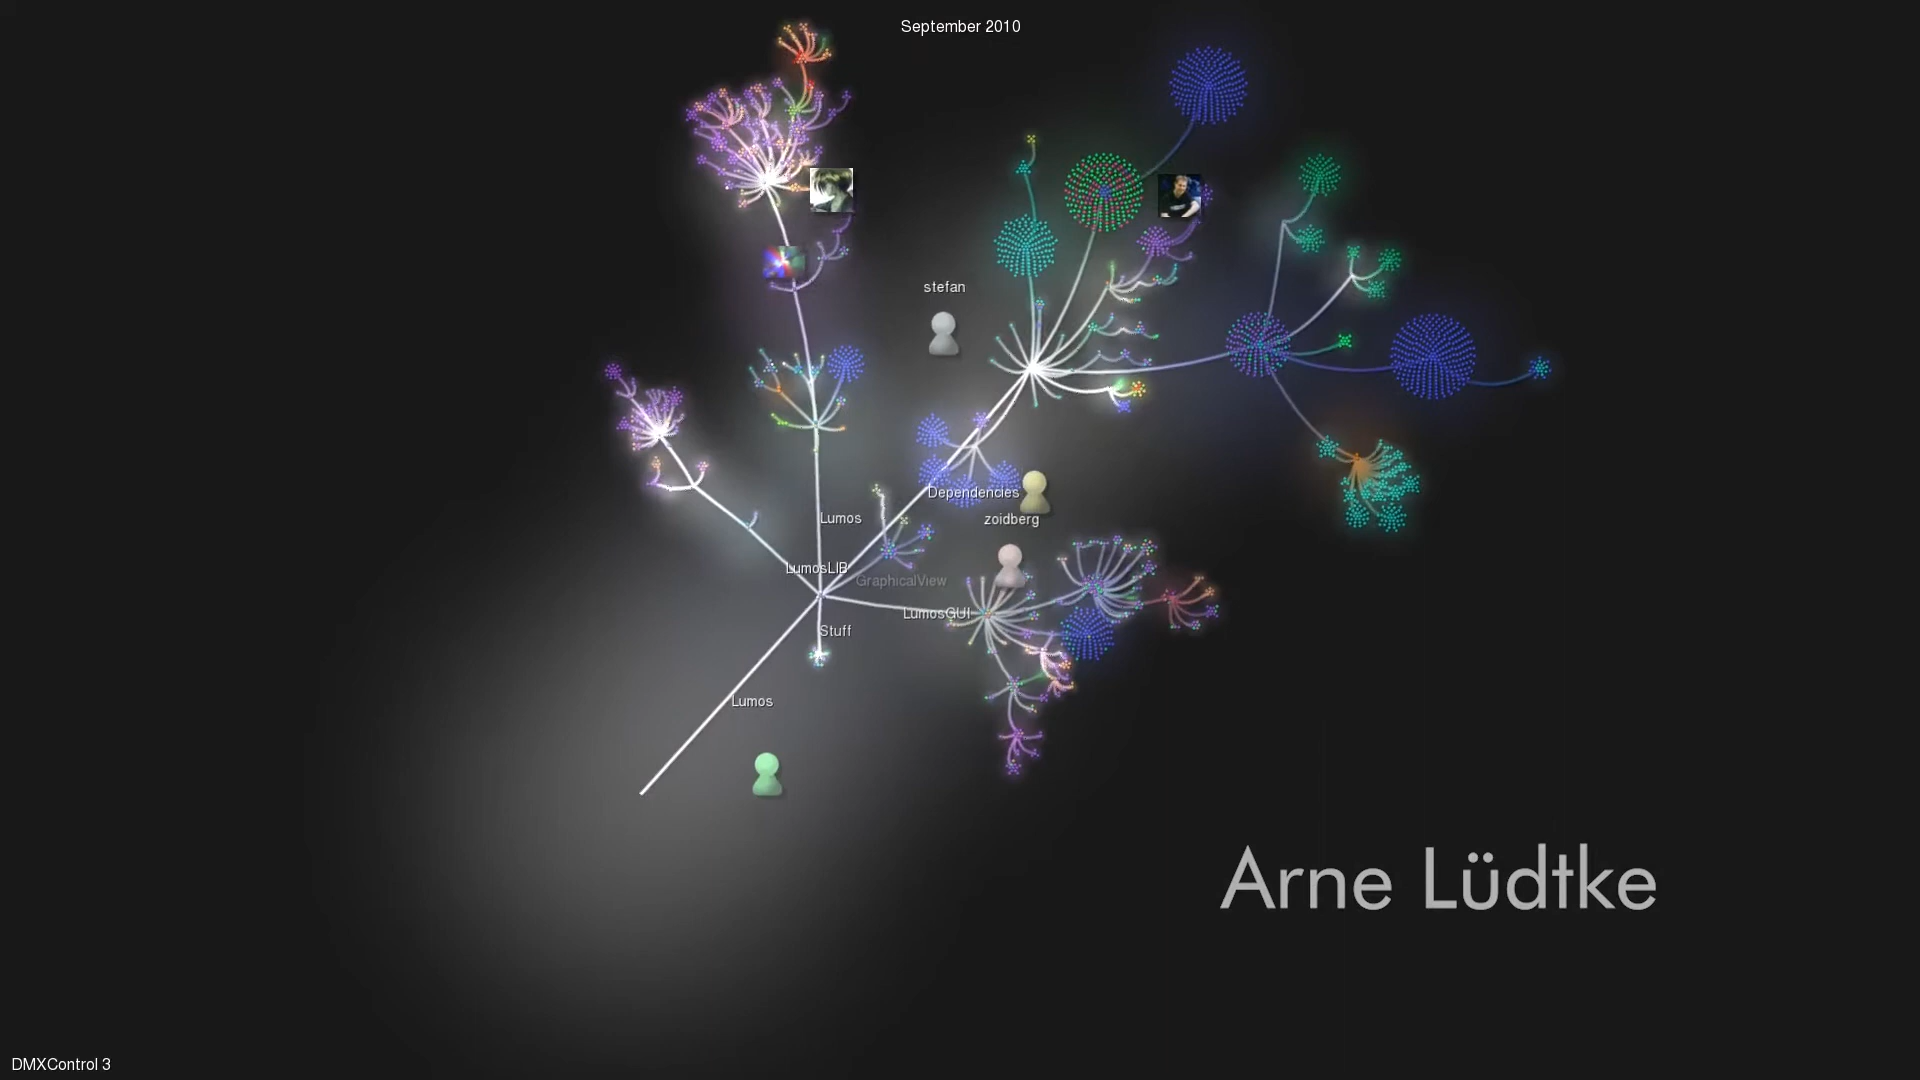 September 2010
stefan
Dependencies
Lumos
zoidberg
LumosLIB
GraphicalView
LumosGUI
Stuff
Lumos
Arne Lüdtke
DMXControl 3